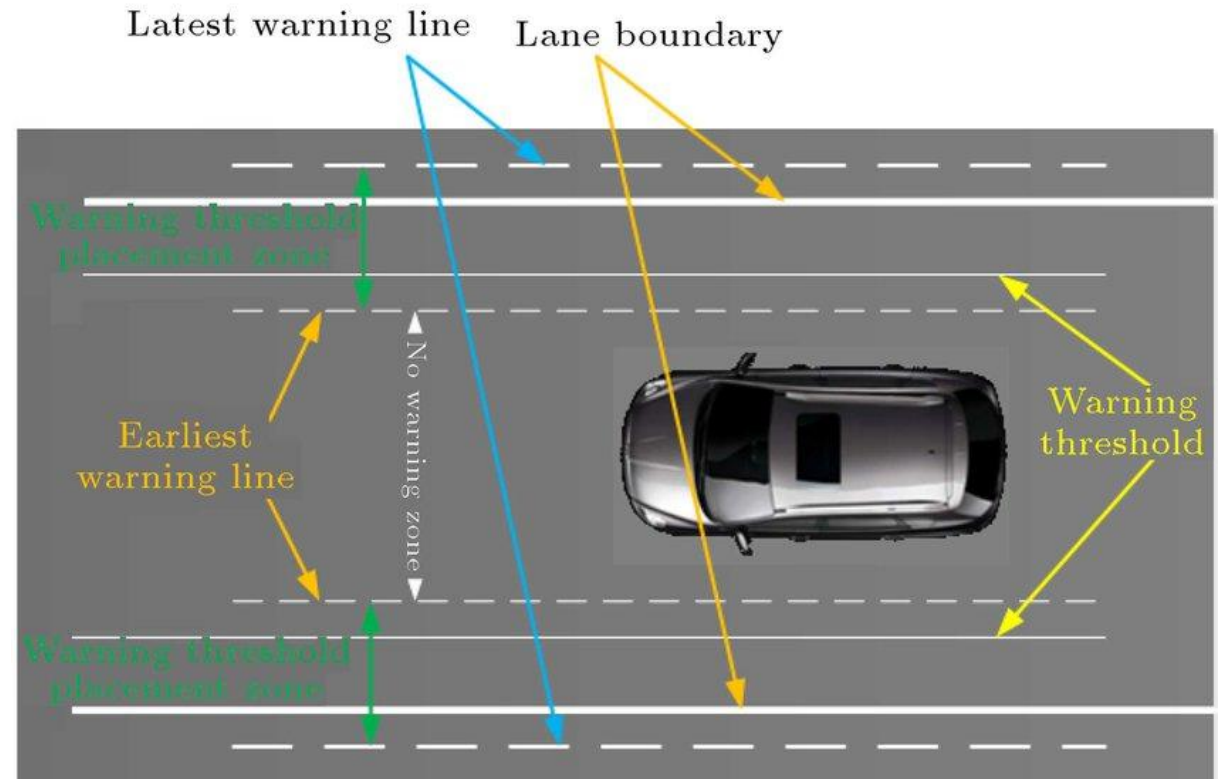 Latest warning line
Lane boundary
Warning threshold
placement zone
No warning zone
Earliest
warning line
Warning
threshold
Warning threshold
placement zone